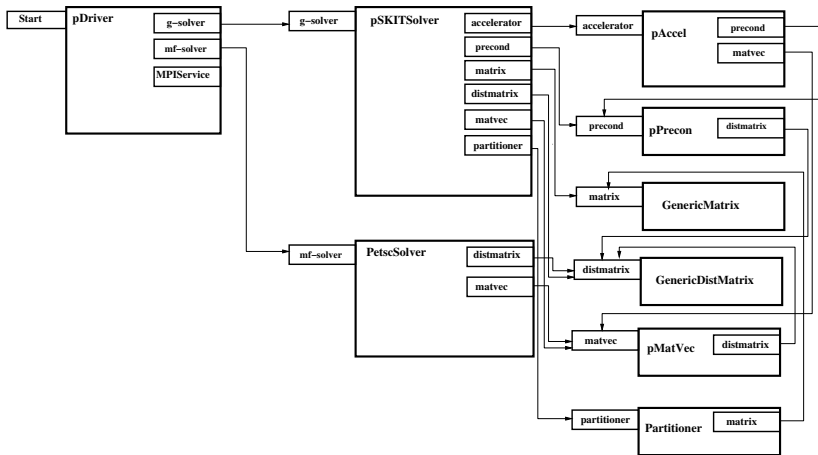 Start
pDriver
g-solver
mf-solver
MPIService
g-solver
pSKITSolver
accelerator
precond
matrix
distmatrix
matvec
partitioner
mf-solver
PetscSolver
distmatrix
matvec
accelerator
pAccel
precond
matvec
precond
pPrecon
distmatrix
matrix
GenericMatrix
distmatrix
GenericDistMatrix
matvec
pMatVec
distmatrix
partitioner
Partitioner
matrix